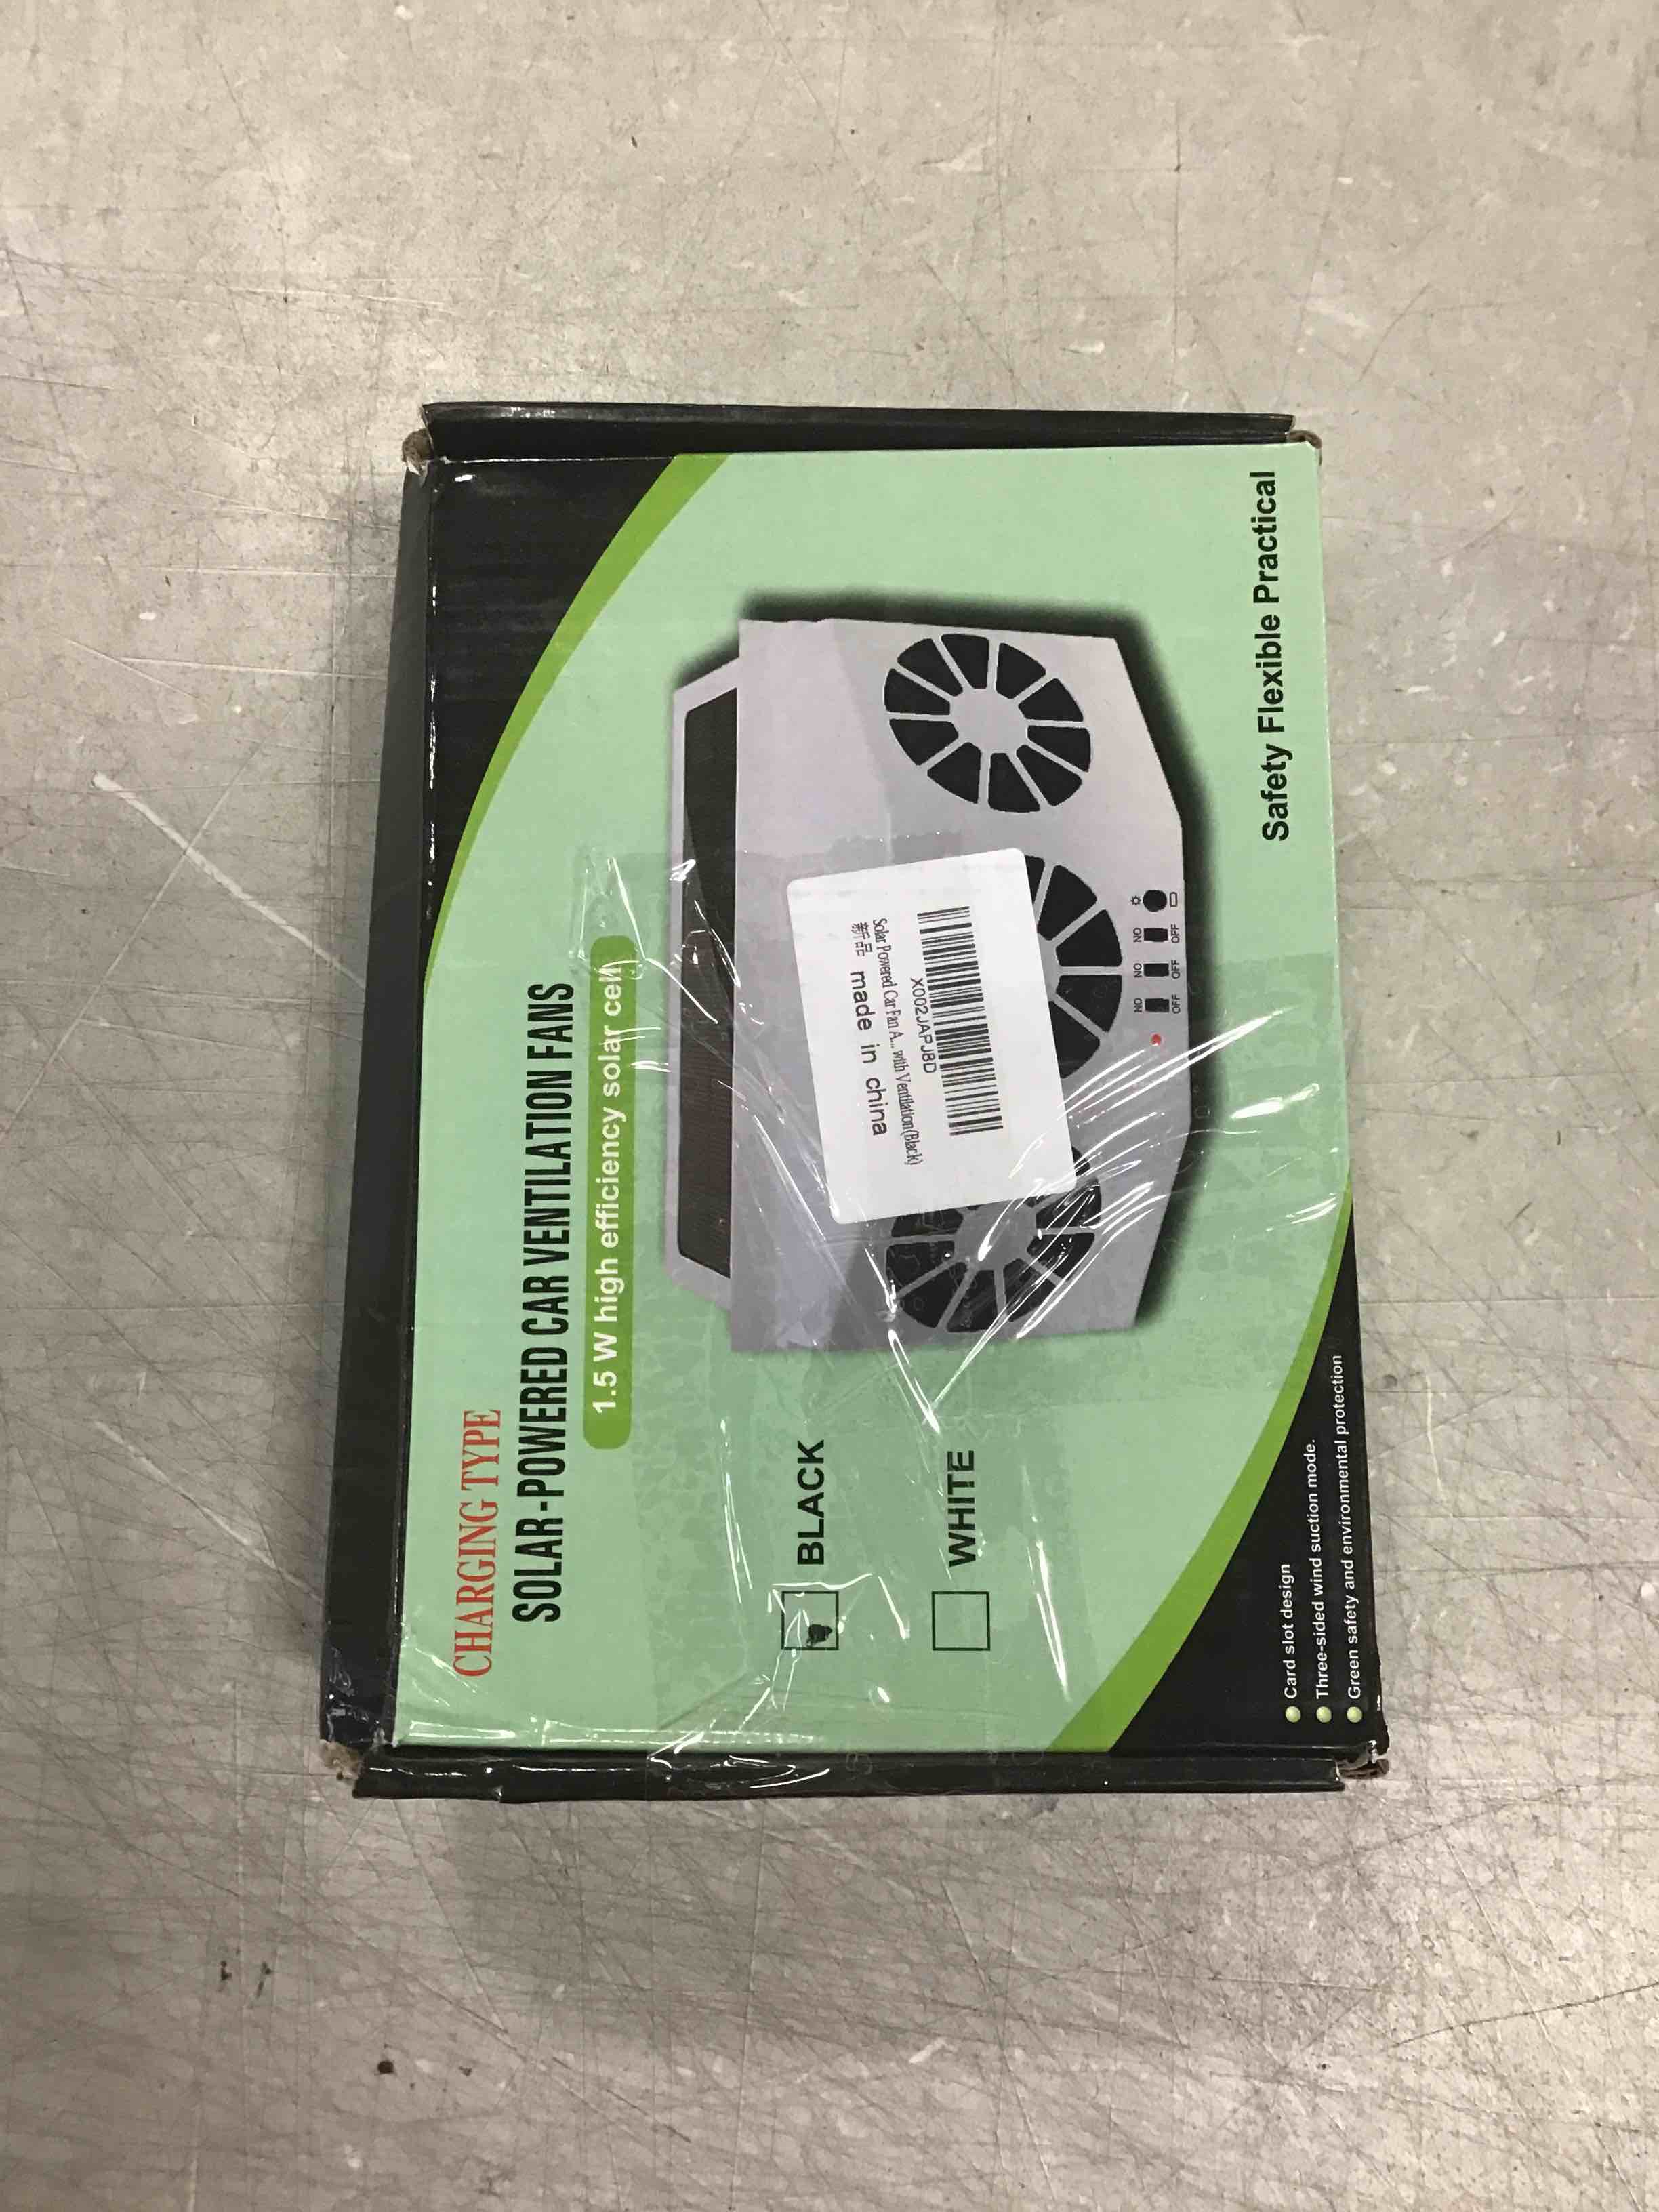 CHARGING TYPE
SOLAR-POWERED CAR VENTILATION FANS
1.5 W high efficiency solar cell
BLACK
WHITE
X002JAPJ8D
Solar Powered Car Fan A... with Ventilation(Black)
新品 made in china
NO NO NO
OFF OFF OFF
Safety Flexible Practical
Card slot design
Three-sided wind suction mode.
Green safety and environmental protection